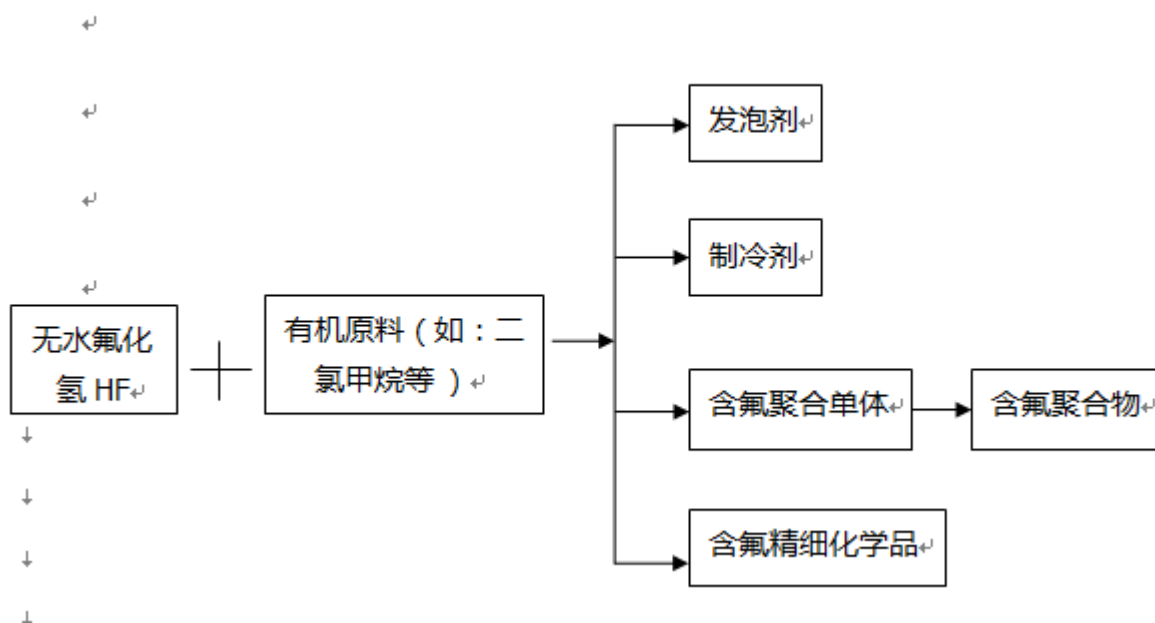 发泡剂
制冷剂
无水氟化
氢 HF
有机原料（如：二
氯甲烷等 ）
含氟聚合单体
含氟聚合物
含氟精细化学品